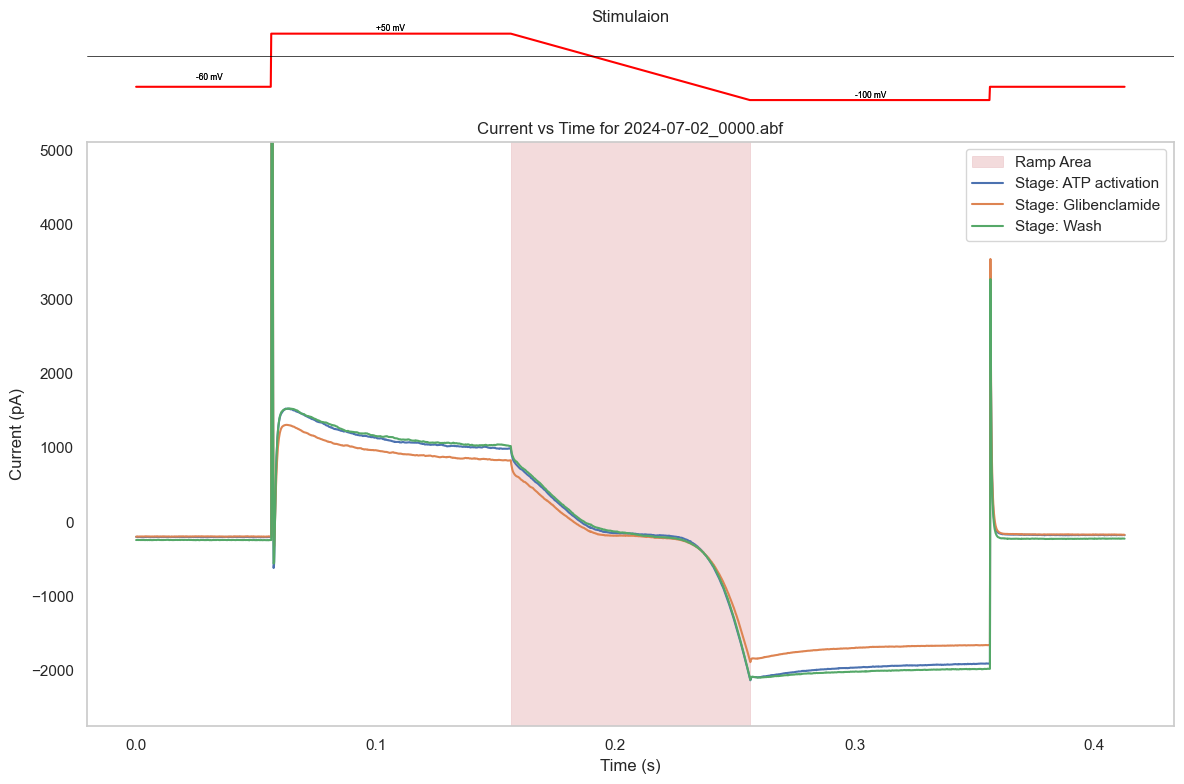 Stimulaion
+50 mV
-60 mV
-100 mV
Current vs Time for 2024-07-02_0000.abf
5000
4000
3000
2000
1000
0
−1000
−2000
Current (pA)
Ramp Area
Stage: ATP activation
Stage: Glibenclamide
Stage: Wash
0.0
0.1
0.2
0.3
0.4
Time (s)